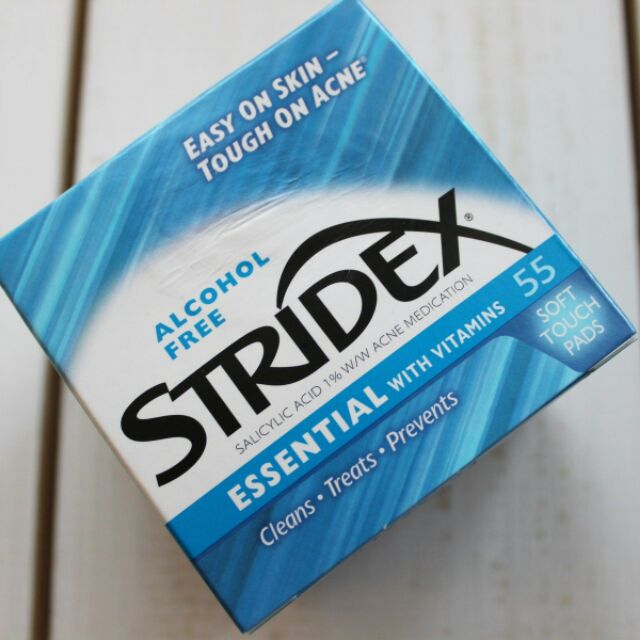 EASY ON SKIN –
TOUGH ON ACNE®
ALCOHOL
FREE
STRIDEX®
SALICYLIC ACID 1% W/W ACNE MEDICATION
ESSENTIAL WITH VITAMINS
55
SOFT
TOUCH
PADS
Cleans • Treats • Prevents